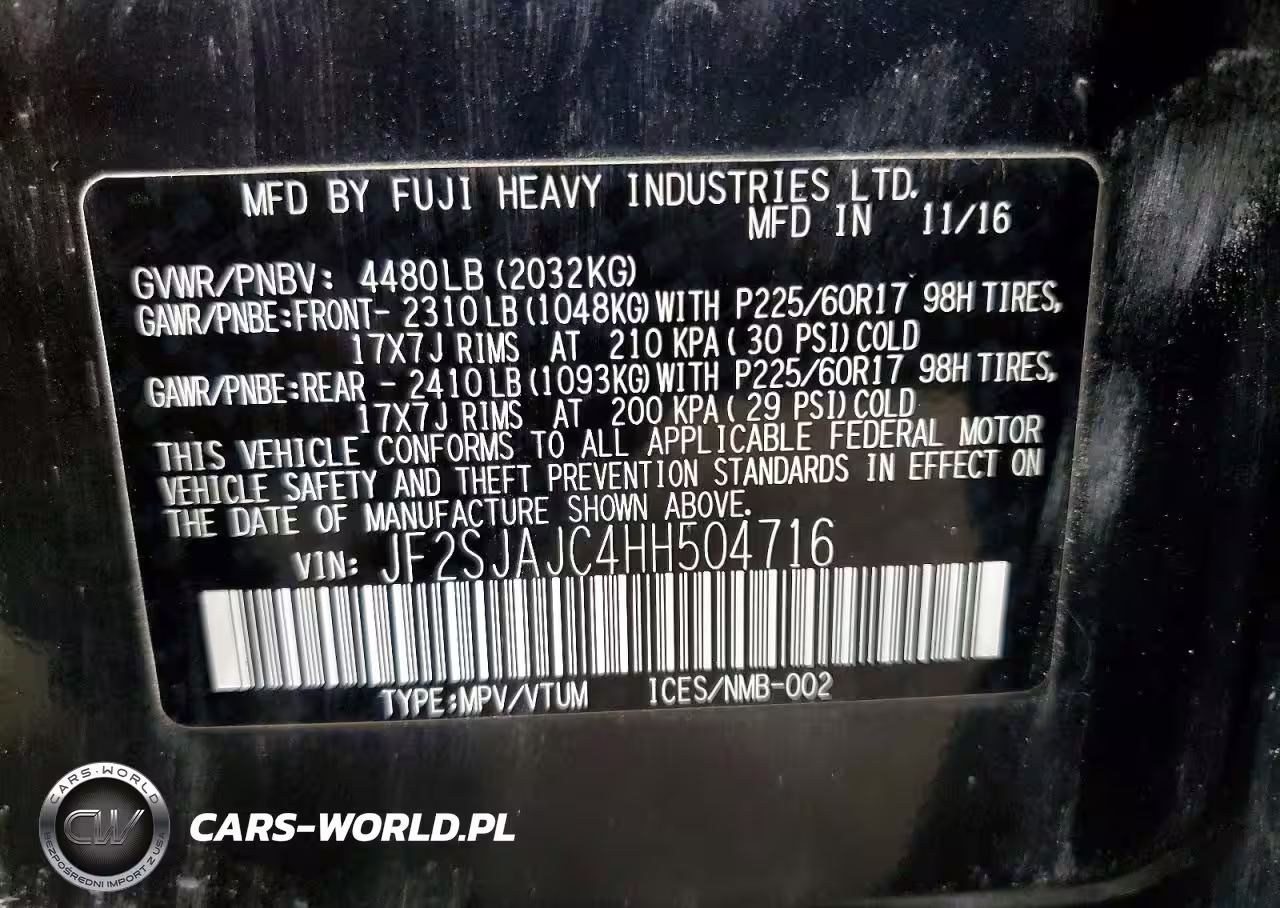 MFD BY FUJI HEAVY INDUSTRIES LTD.
MFD IN 11/16
GVWR/PNBV: 4480LB (2032KG)
GAWR/PNBE:FRONT- 2310LB (1048KG) WITH P225/60R17 98H TIRES,
17X7J RIMS AT 210 KPA (30 PSI) COLD
GAWR/PNBE:REAR - 2410LB (1093KG) WITH P225/60R17 98H TIRES,
17X7J RIMS AT 200 KPA (29 PSI) COLD
THIS VEHICLE CONFORMS TO ALL APPLICABLE FEDERAL MOTOR
VEHICLE SAFETY AND THEFT PREVENTION STANDARDS IN EFFECT ON
THE DATE OF MANUFACTURE SHOWN ABOVE.
VIN: JF2SJAJC4HH504716
TYPE:MPV/VTUM ICES/NMB-002
CARS-WORLD
CW
BEZPOŚREDNI IMPORT Z USA
CARS-WORLD.PL